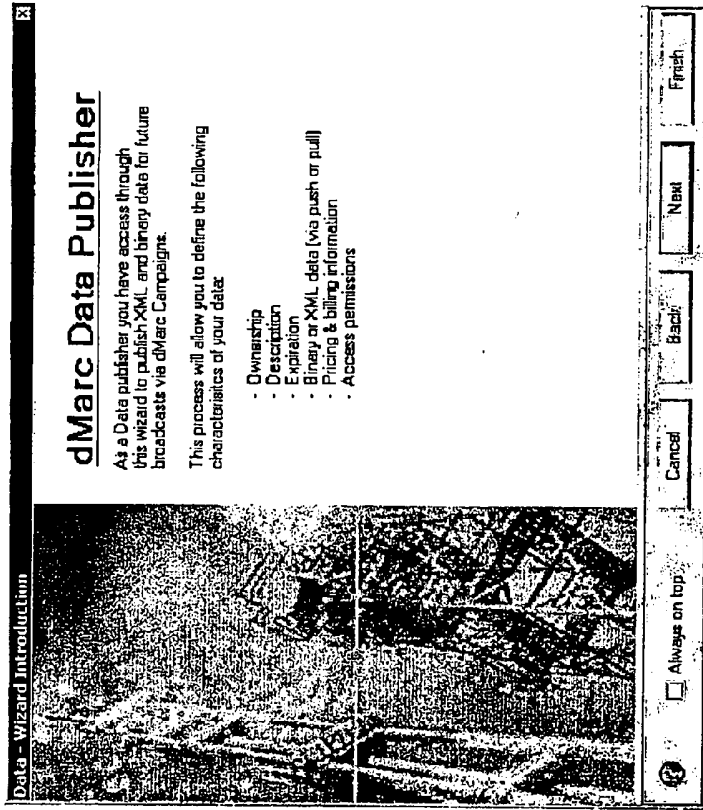 Data - Wizard Introduction
dMarc Data Publisher
As a Data publisher you have access through
this wizard to publish XML and binary data for future
broadcasts via dMarc Campaigns.
This process will allow you to define the following
characterisitcs of your data:
- Ownership
- Description
- Expiration
- Binary or XML data (via push or pull)
- Pricing & billing information
- Access permissions
Always on top
Cancel
Back
Next
Finish